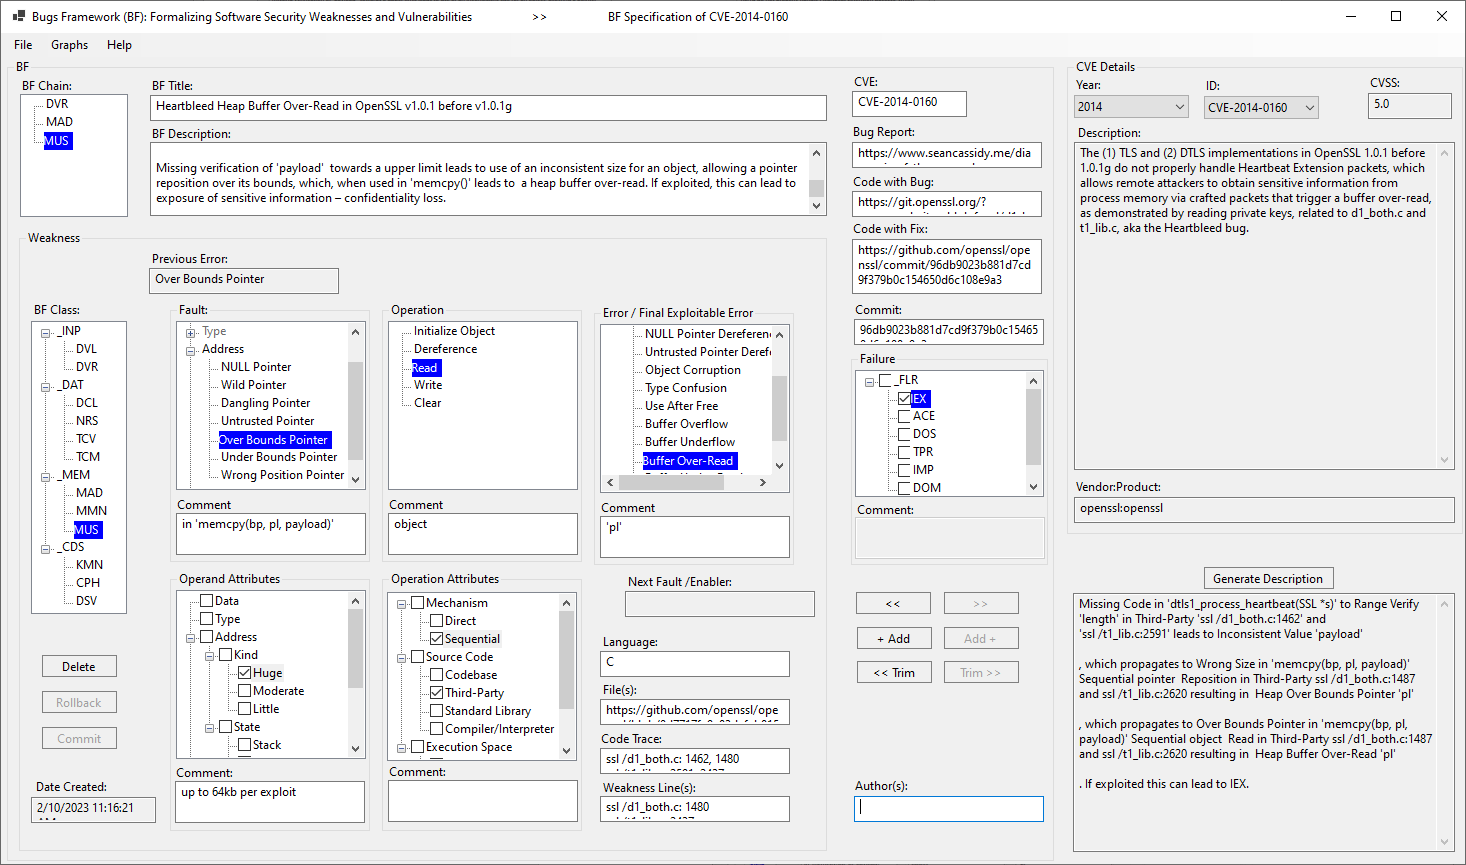 Bugs Framework (BF): Formalizing Software Security Weaknesses and Vulnerabilities >> BF Specification of CVE-2014-0160
File Graphs Help
BF
BF Chain:
DVR
MAD
MUS
BF Title:
Heartbleed Heap Buffer Over-Read in OpenSSL v1.0.1 before v1.0.1g
BF Description:
Missing verification of 'payload' towards a upper limit leads to use of an inconsistent size for an object, allowing a pointer
reposition over its bounds, which, when used in 'memcpy()' leads to a heap buffer over-read. If exploited, this can lead to
exposure of sensitive information – confidentiality loss.
Weakness
Previous Error:
Over Bounds Pointer
BF Class:
_INP
DVL
DVR
_DAT
DCL
NRS
TCV
TCM
_MEM
MAD
MMN
MUS
_CDS
KMN
CPH
DSV
Delete
Rollback
Commit
Date Created:
2/10/2023 11:16:21
Fault:
Type
Address
NULL Pointer
Wild Pointer
Dangling Pointer
Untrusted Pointer
Over Bounds Pointer
Under Bounds Pointer
Wrong Position Pointer
Comment
in 'memcpy(bp, pl, payload)'
Operand Attributes
Data
Type
Address
Kind
Huge
Moderate
Little
State
Stack
Comment:
up to 64kb per exploit
Operation
Initialize Object
Dereference
Read
Write
Clear
Comment
object
Operation Attributes
Mechanism
Direct
Sequential
Source Code
Codebase
Third-Party
Standard Library
Compiler/Interpreter
Execution Space
Comment:
Error / Final Exploitable Error
NULL Pointer Dereferen
Untrusted Pointer Deref
Object Corruption
Type Confusion
Use After Free
Buffer Overflow
Buffer Underflow
Buffer Over-Read
Comment
'pl'
Next Fault /Enabler:
Language:
C
File(s):
https://github.com/openssl/ope
Code Trace:
ssl /d1_both.c: 1462, 1480
Weakness Line(s):
ssl /d1_both.c: 1480
CVE:
CVE-2014-0160
Bug Report:
https://www.seancassidy.me/dia
Code with Bug:
https://git.openssl.org/?
Code with Fix:
https://github.com/openssl/ope
nssl/commit/96db9023b881d7cd
9f379b0c154650d6c108e9a3
Commit:
96db9023b881d7cd9f379b0c15465
Failure
_FLR
IEX
ACE
DOS
TPR
IMP
DOM
Comment:
<< >>
+ Add Add +
<< Trim Trim >>
Author(s):
CVE Details
Year: ID: CVSS:
2014 CVE-2014-0160 5.0
Description:
The (1) TLS and (2) DTLS implementations in OpenSSL 1.0.1 before
1.0.1g do not properly handle Heartbeat Extension packets, which
allows remote attackers to obtain sensitive information from
process memory via crafted packets that trigger a buffer over-read,
as demonstrated by reading private keys, related to d1_both.c and
t1_lib.c, aka the Heartbleed bug.
Vendor:Product:
openssl:openssl
Generate Description
Missing Code in 'dtls1_process_heartbeat(SSL *s)' to Range Verify
'length' in Third-Party 'ssl /d1_both.c:1462' and
'ssl /t1_lib.c:2591' leads to Inconsistent Value 'payload'
, which propagates to Wrong Size in 'memcpy(bp, pl, payload)'
Sequential pointer Reposition in Third-Party ssl /d1_both.c:1487
and ssl /t1_lib.c:2620 resulting in Heap Over Bounds Pointer 'pl'
, which propagates to Over Bounds Pointer in 'memcpy(bp, pl,
payload)' Sequential object Read in Third-Party ssl /d1_both.c:1487
and ssl /t1_lib.c:2620 resulting in Heap Buffer Over-Read 'pl'
. If exploited this can lead to IEX.